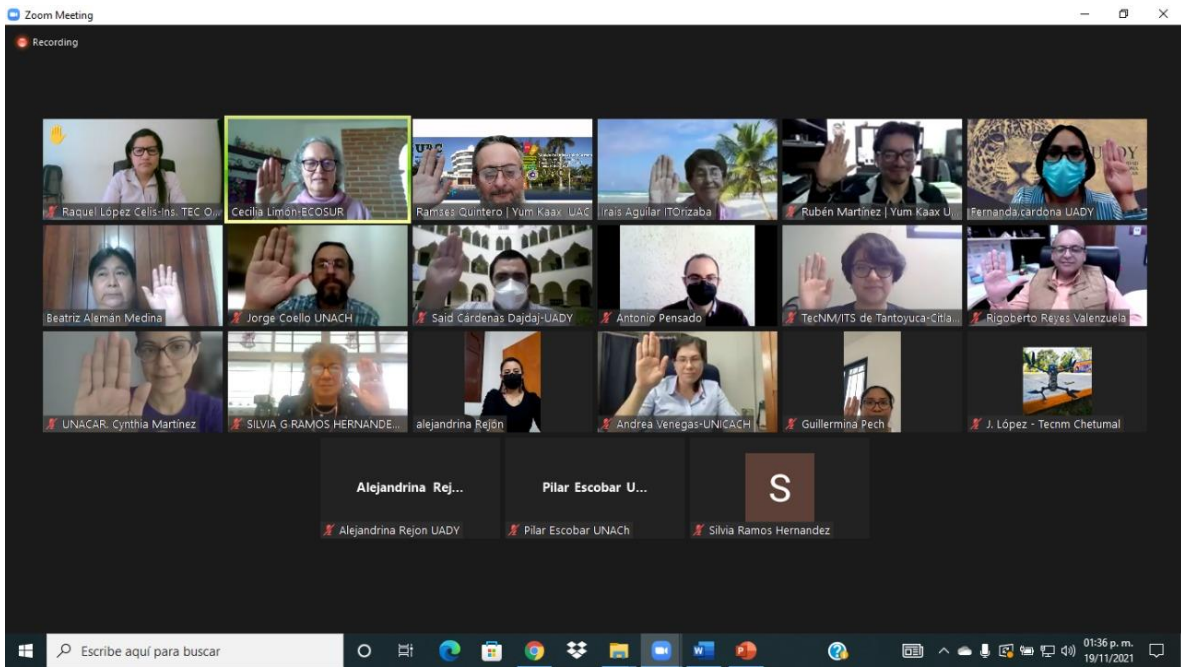 Zoom Meeting
Recording
Raquel López Celis-Ins. TEC O...
Cecilia Limón-ECOSUR
Ramses Quintero | Yum Kaax UAC
Irais Aguilar ITOrizaba
Rubén Martínez | Yum Kaax U...
Fernanda,cardona UADY
Beatriz Alemán Medina
Jorge Coello UNACH
Said Cárdenas Dajdaj-UADY
Antonio Pensado
TecNM/ITS de Tantoyuca-Citla...
Rigoberto Reyes Valenzuela
UNACAR. Cynthia Martínez
SILVIA G RAMOS HERNANDE...
alejandrina Rejón
Andrea Venegas-UNICACH
Guillermina Pech
J. López - Tecnm Chetumal
Alejandrina Rej...
Alejandrina Rejon UADY
Pilar Escobar U...
Pilar Escobar UNACh
S
Silvia Ramos Hernandez
Escribe aquí para buscar
01:36 p. m.
19/11/2021